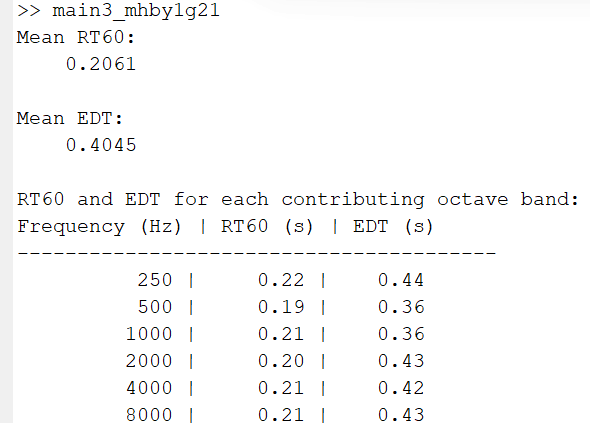 >> main3_mhby1g21
Mean RT60:
    0.2061
Mean EDT:
    0.4045
RT60 and EDT for each contributing octave band:
Frequency (Hz) | RT60 (s) | EDT (s)
----------------------------------------
          250 |     0.22 |    0.44
          500 |     0.19 |    0.36
         1000 |     0.21 |    0.36
         2000 |     0.20 |    0.43
         4000 |     0.21 |    0.42
         8000 |     0.21 |    0.43